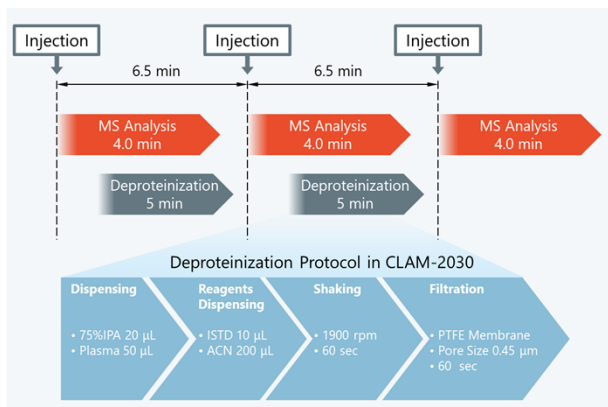 Injection
Injection
Injection
6.5 min
6.5 min
MS Analysis
4.0 min
MS Analysis
4.0 min
MS Analysis
4.0 min
Deproteinization
5 min
Deproteinization
5 min
Deproteinization Protocol in CLAM-2030
Dispensing
• 75%IPA 20 µL
• Plasma 50 µL
Reagents
Dispensing
• ISTD 10 µL
• ACN 200 µL
Shaking
• 1900 rpm
• 60 sec
Filtration
• PTFE Membrane
• Pore Size 0.45 µm
• 60 sec